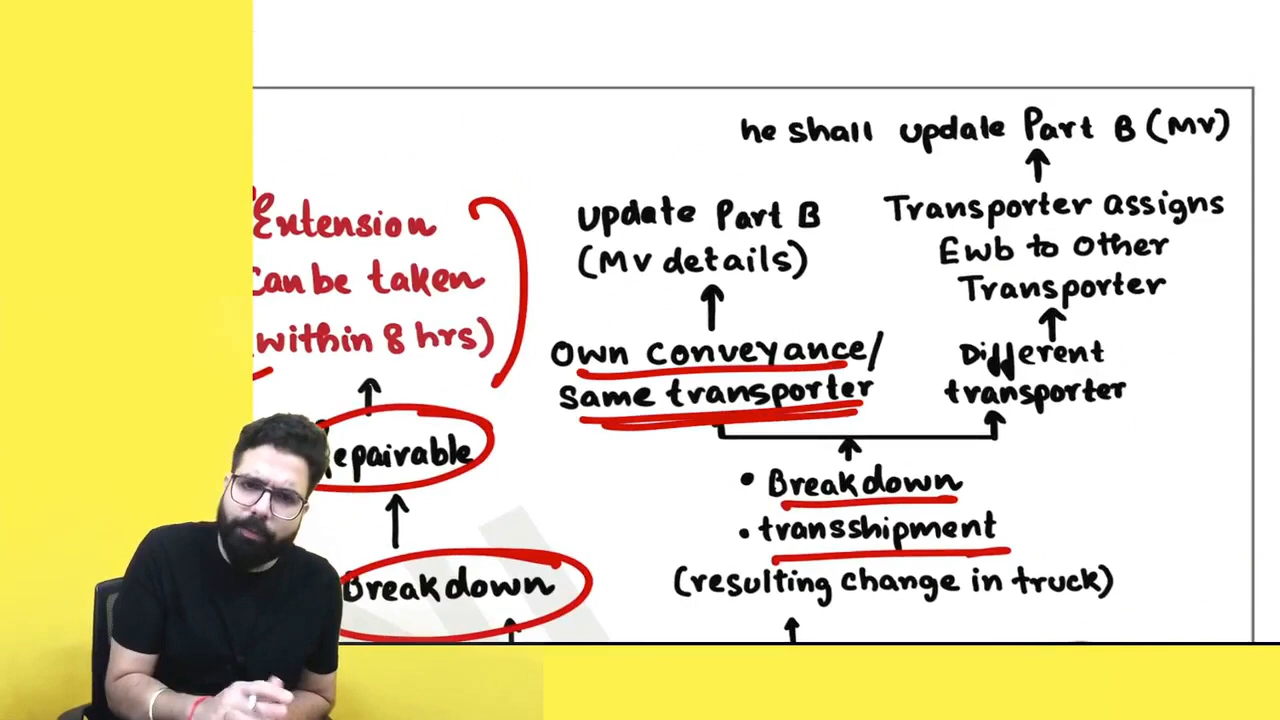 he shall update Part B (Mv)
Extension
can be taken
(within 8 hrs)
update Part B
(Mv details)
Transporter assigns
Ewb to other
Transporter
Own conveyance/
Same transporter
Different
transporter
epairable
Breakdown
• Breakdown
• transshipment
(resulting change in truck)